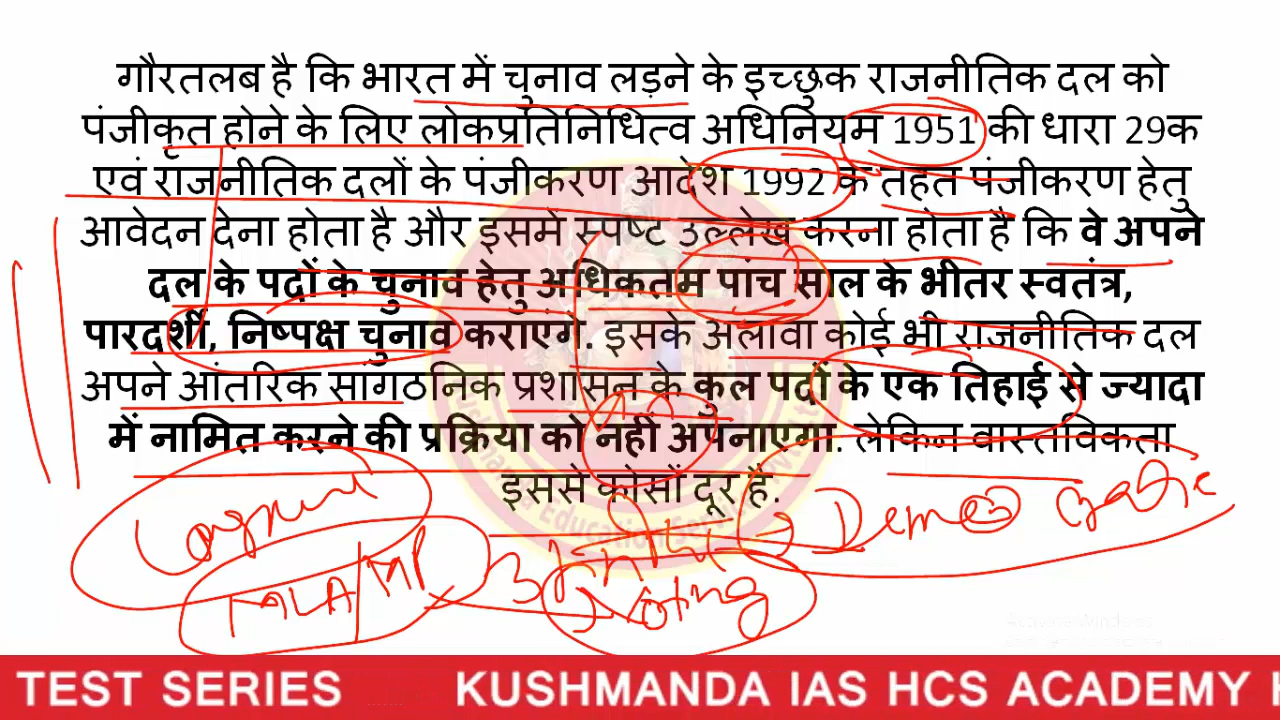 गौरतलब है कि भारत में चुनाव लड़ने के इच्छुक राजनीतिक दल को
पंजीकृत होने के लिए लोकप्रतिनिधित्व अधिनियम 1951 की धारा 29क
एवं राजनीतिक दलों के पंजीकरण आदेश 1992 के तहत पंजीकरण हेतु
आवेदन देना होता है और इसमें स्पष्ट उल्लेख करना होता है कि वे अपने
दल के पदों के चुनाव हेतु अधिकतम पांच साल के भीतर स्वतंत्र,
पारदर्शी, निष्पक्ष चुनाव कराएंगे. इसके अलावा कोई भी राजनीतिक दल
अपने आंतरिक सांगठनिक प्रशासन के कुल पदों के एक तिहाई से ज्यादा
में नामित करने की प्रक्रिया को नहीं अपनाएगा. लेकिन वास्तविकता
इससे कोसों दूर है.
MLA/MP
Voting
TEST SERIES KUSHMANDA IAS HCS ACADEMY